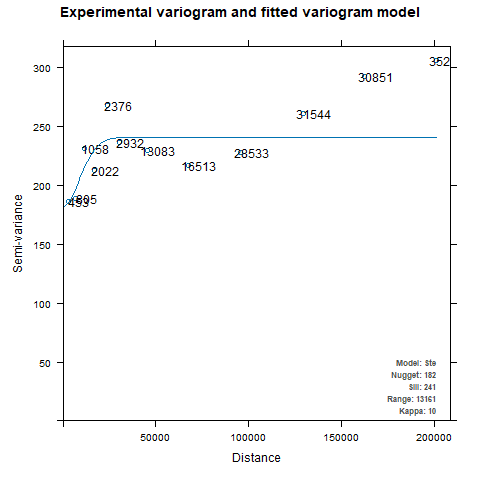 Experimental variogram and fitted variogram model
352
30851
300
2376
31544
250
2932
1058
13083
28533
16513
2022
200
805
453
Semi-variance
150
100
50
Model: Ste
Nugget: 182
Sill: 241
Range: 13161
Kappa: 10
50000 100000 150000 200000
Distance